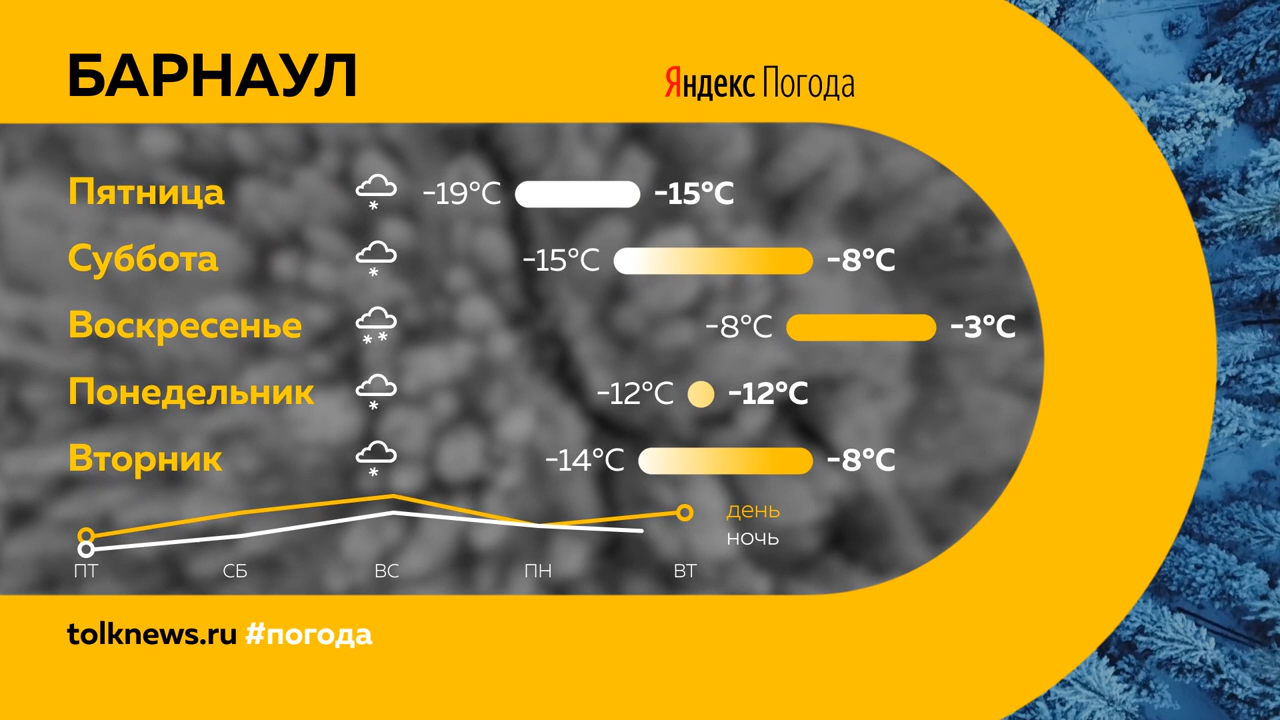 БАРНАУЛ
Яндекс Погода
Пятница -19°C -15°C
Суббота -15°C -8°C
Воскресенье -8°C -3°C
Понедельник -12°C -12°C
Вторник -14°C -8°C
день
ночь
ПТ СБ ВС ПН ВТ
tolknews.ru #погода